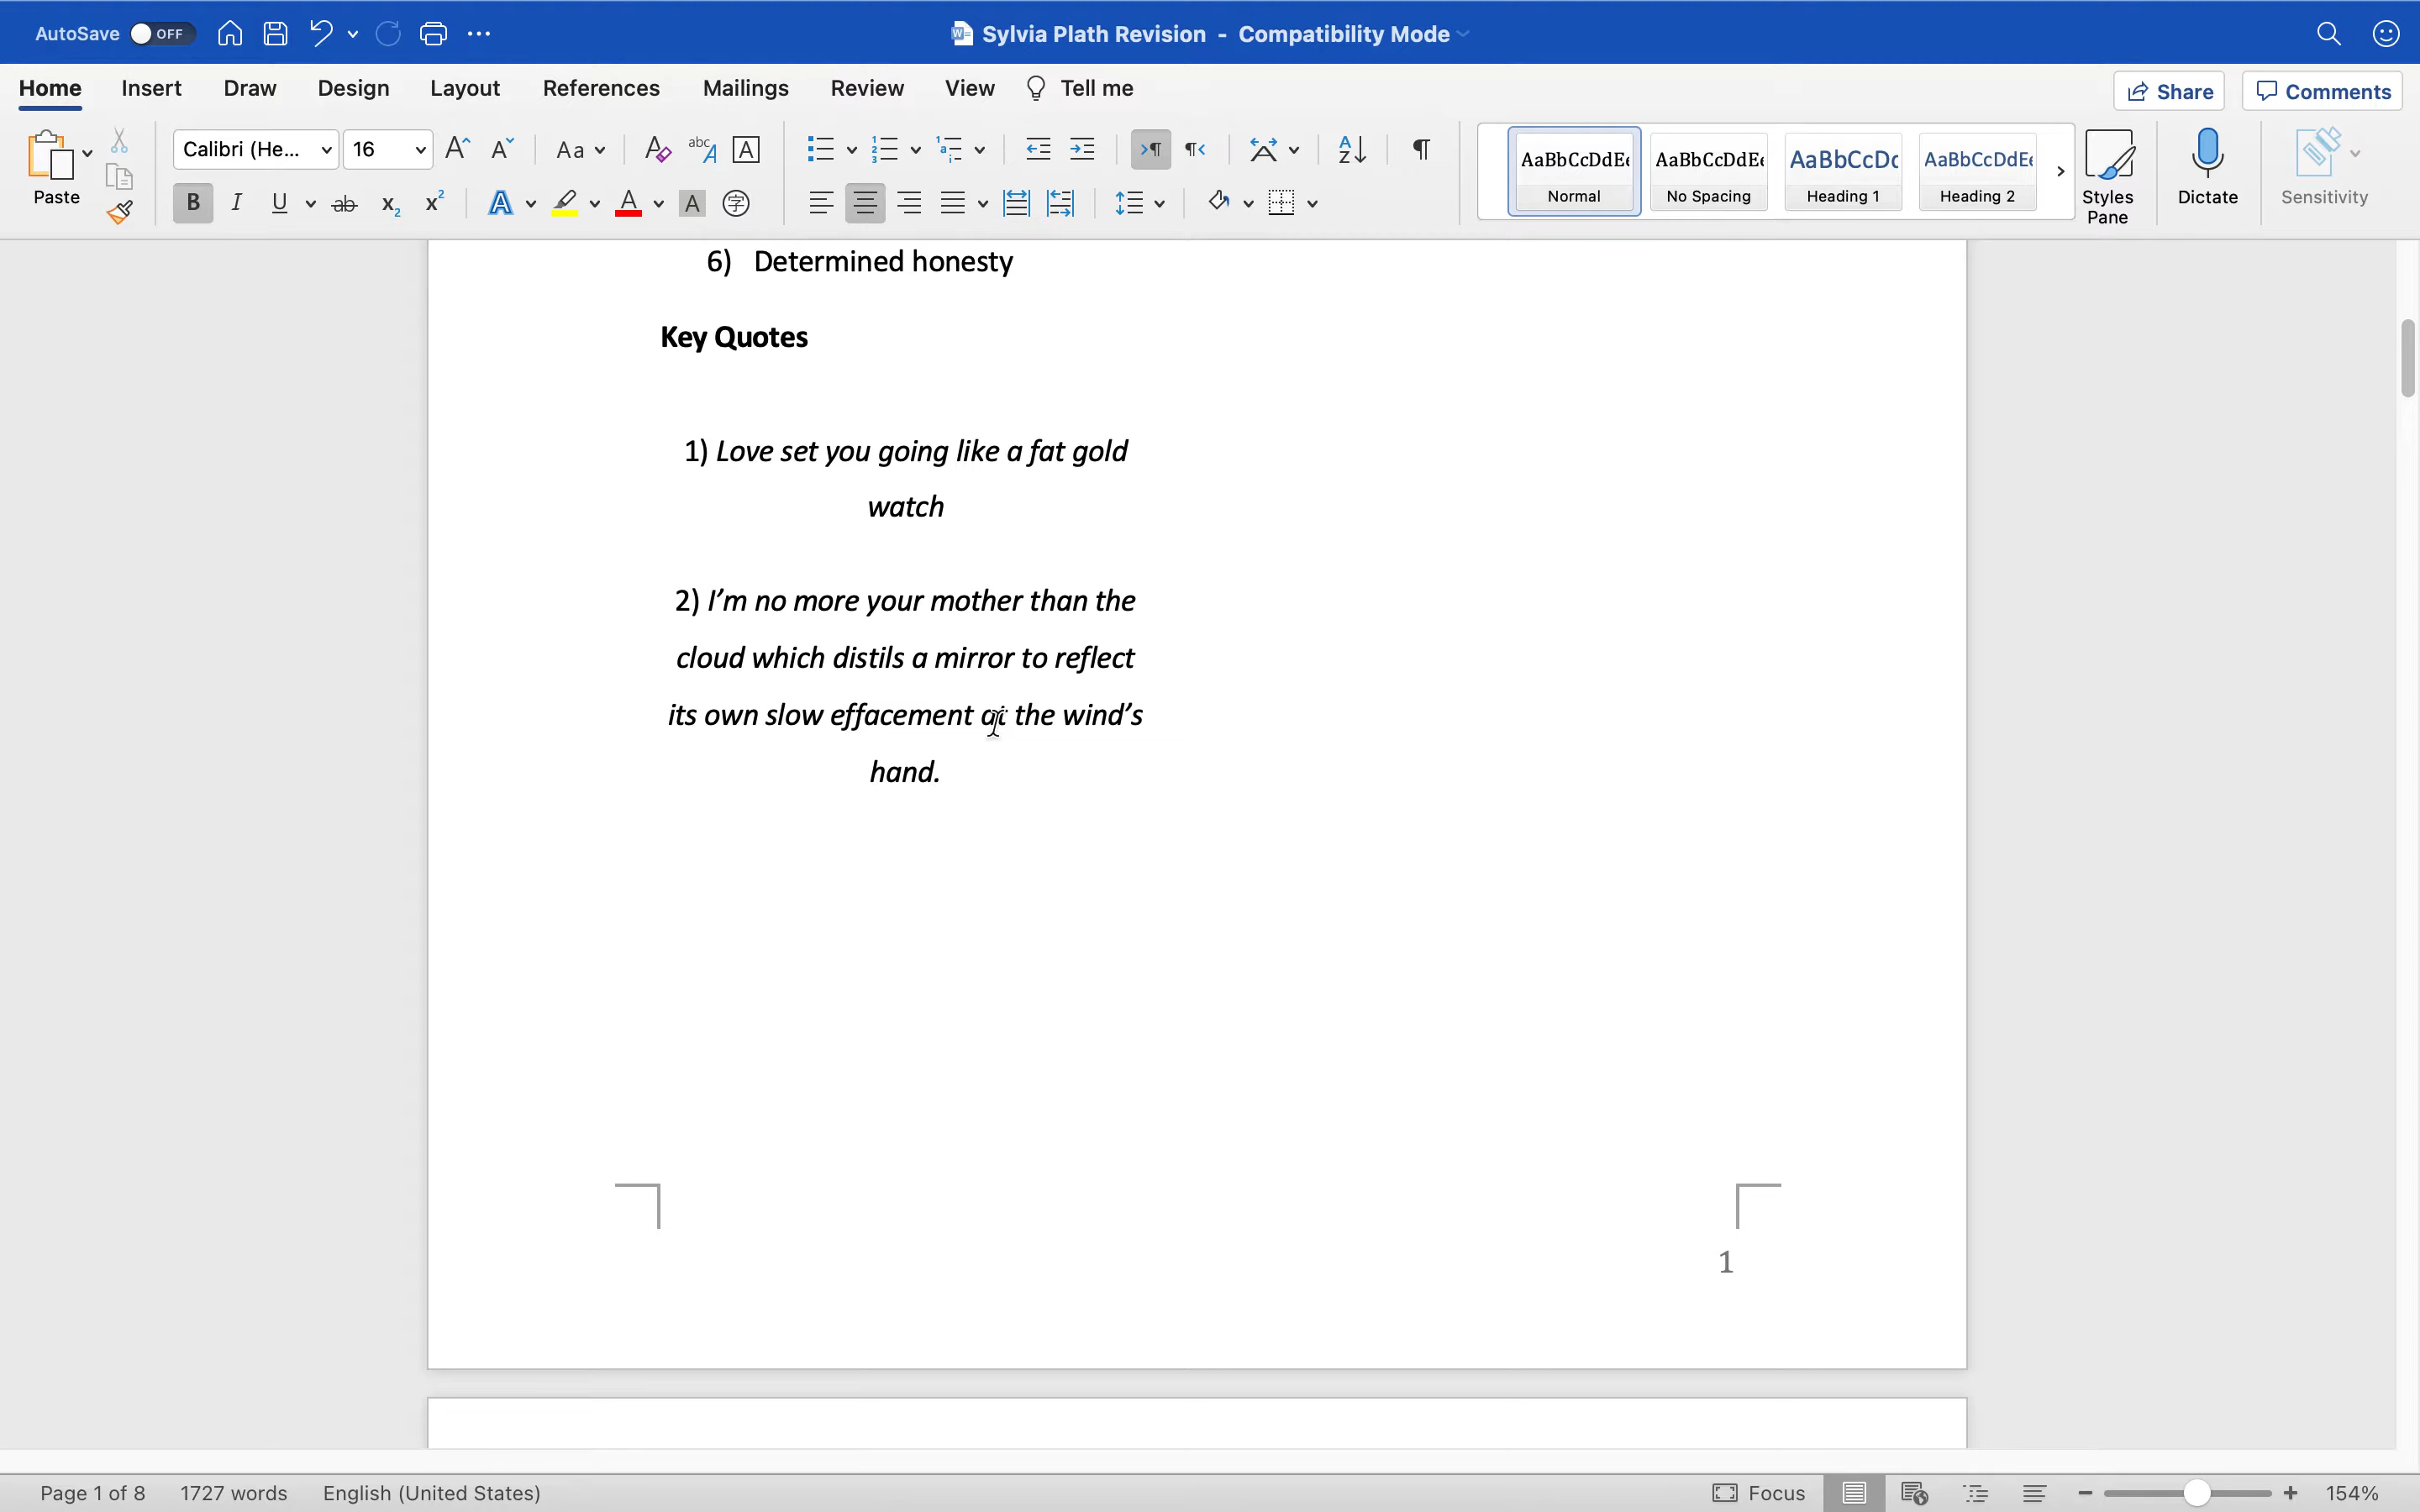 AutoSave OFF
Sylvia Plath Revision - Compatibility Mode
Home Insert Draw Design Layout References Mailings Review View Tell me Share Comments
Paste Calibri (He... 16 Aa AaBbCcDdEe AaBbCcDdEe AaBbCcDc AaBbCcDdEe
Normal No Spacing Heading 1 Heading 2 Styles Pane Dictate Sensitivity
6) Determined honesty
Key Quotes
1) Love set you going like a fat gold
watch
2) I’m no more your mother than the
cloud which distils a mirror to reflect
its own slow effacement at the wind’s
hand.
1
Page 1 of 8 1727 words English (United States) Focus 154%